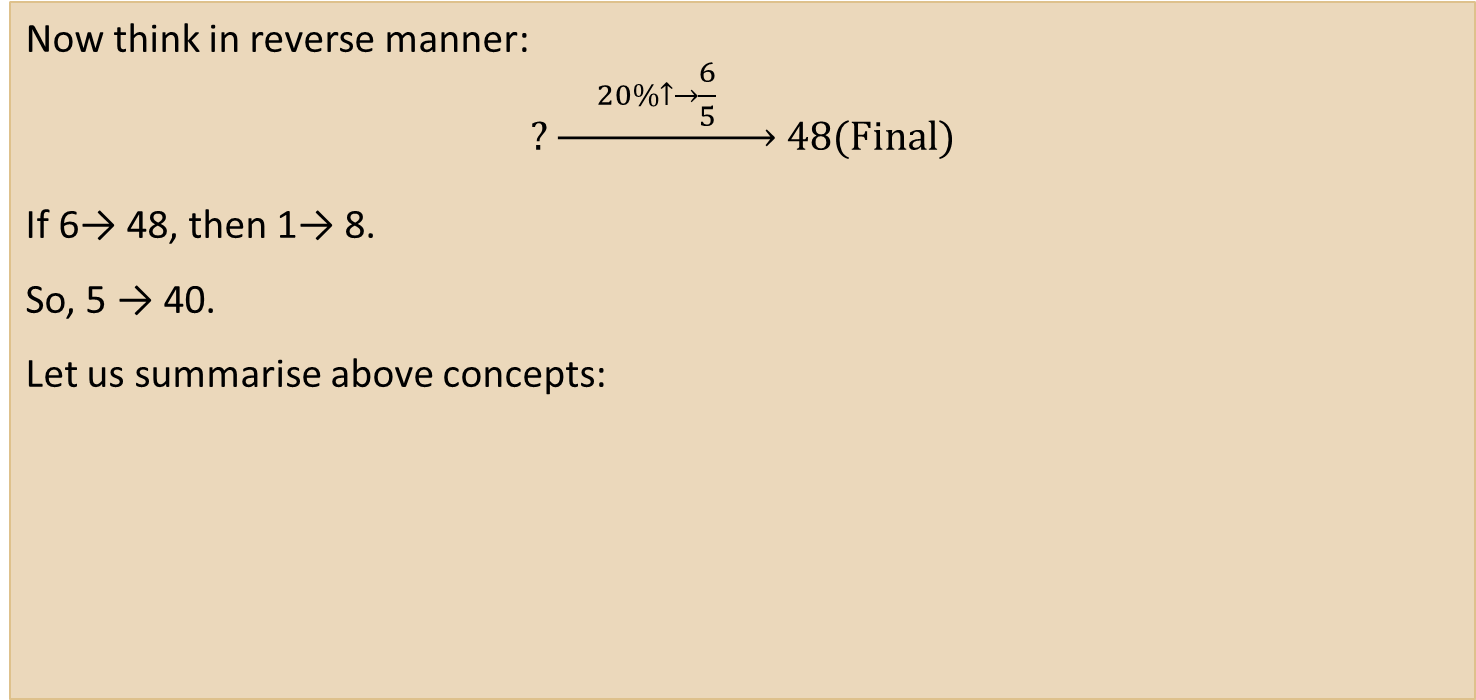 Now think in reverse manner:
20%↑→6/5
? ⟶ 48(Final)
If 6→ 48, then 1→ 8.
So, 5 → 40.
Let us summarise above concepts: